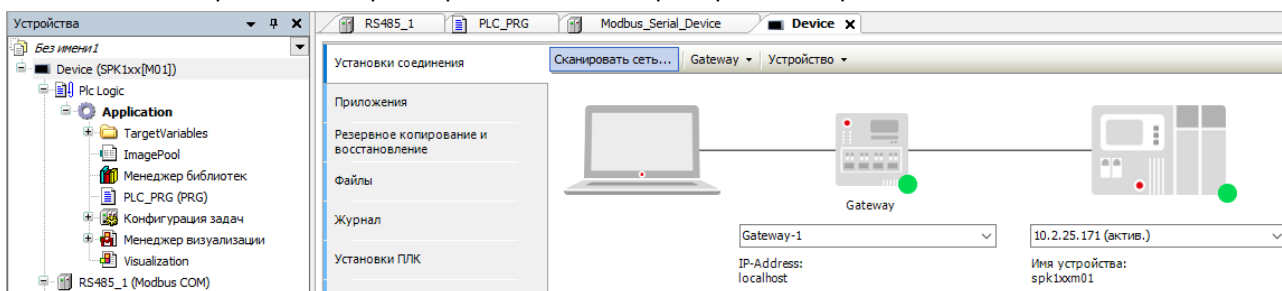 Устройства
Без имени1
Device (SPK1xx[M01])
Plc Logic
Application
TargetVariables
ImagePool
Менеджер библиотек
PLC_PRG (PRG)
Конфигурация задач
Менеджер визуализации
Visualization
RS485_1 (Modbus COM)
RS485_1 PLC_PRG Modbus_Serial_Device Device
Установки соединения
Приложения
Резервное копирование и
восстановление
Файлы
Журнал
Установки ПЛК
Сканировать сеть... Gateway Устройство
Gateway
Gateway-1
IP-Address:
localhost
10.2.25.171 (актив.)
Имя устройства:
spk1xxm01